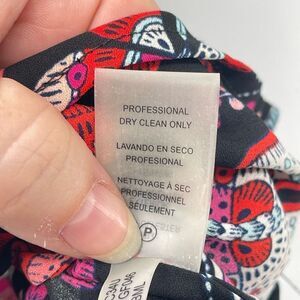 PROFESSIONAL
DRY CLEAN ONLY
LAVANDO EN SECO
PROFESIONAL
NETTOYAGE À SEC
PROFESSIONNEL
SEULEMENT
P